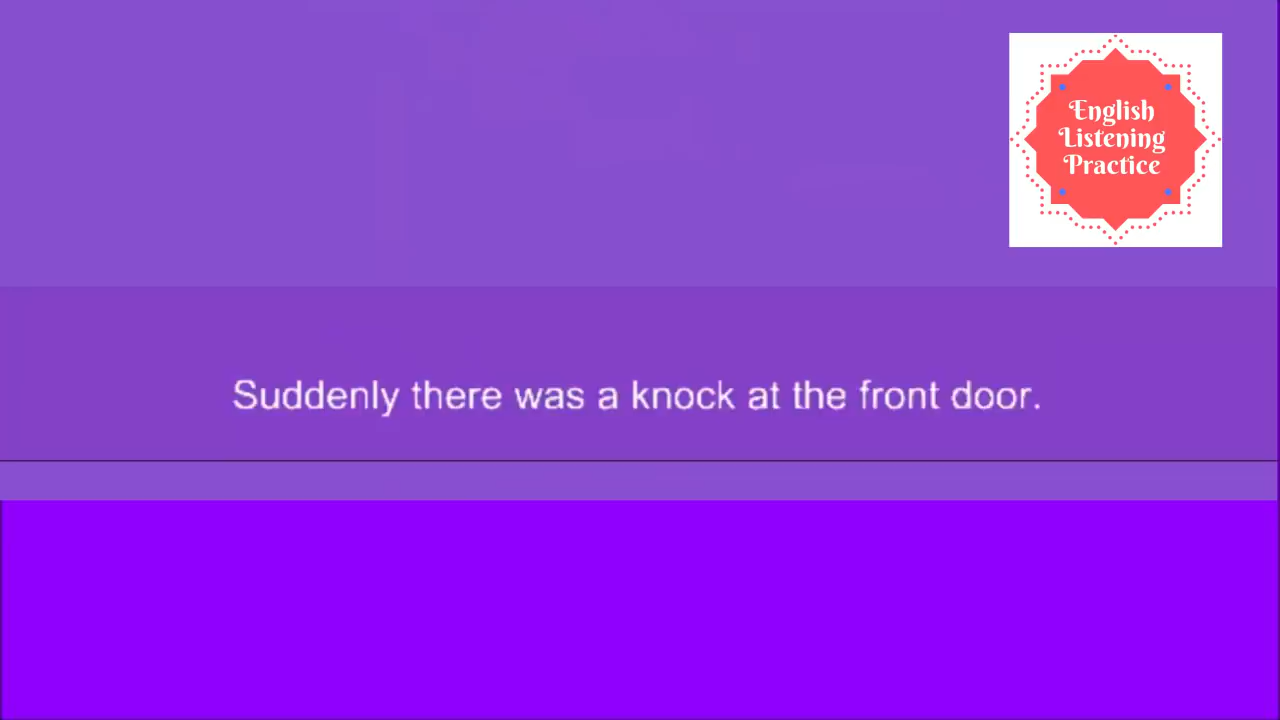 English
Listening
Practice
Suddenly there was a knock at the front door.